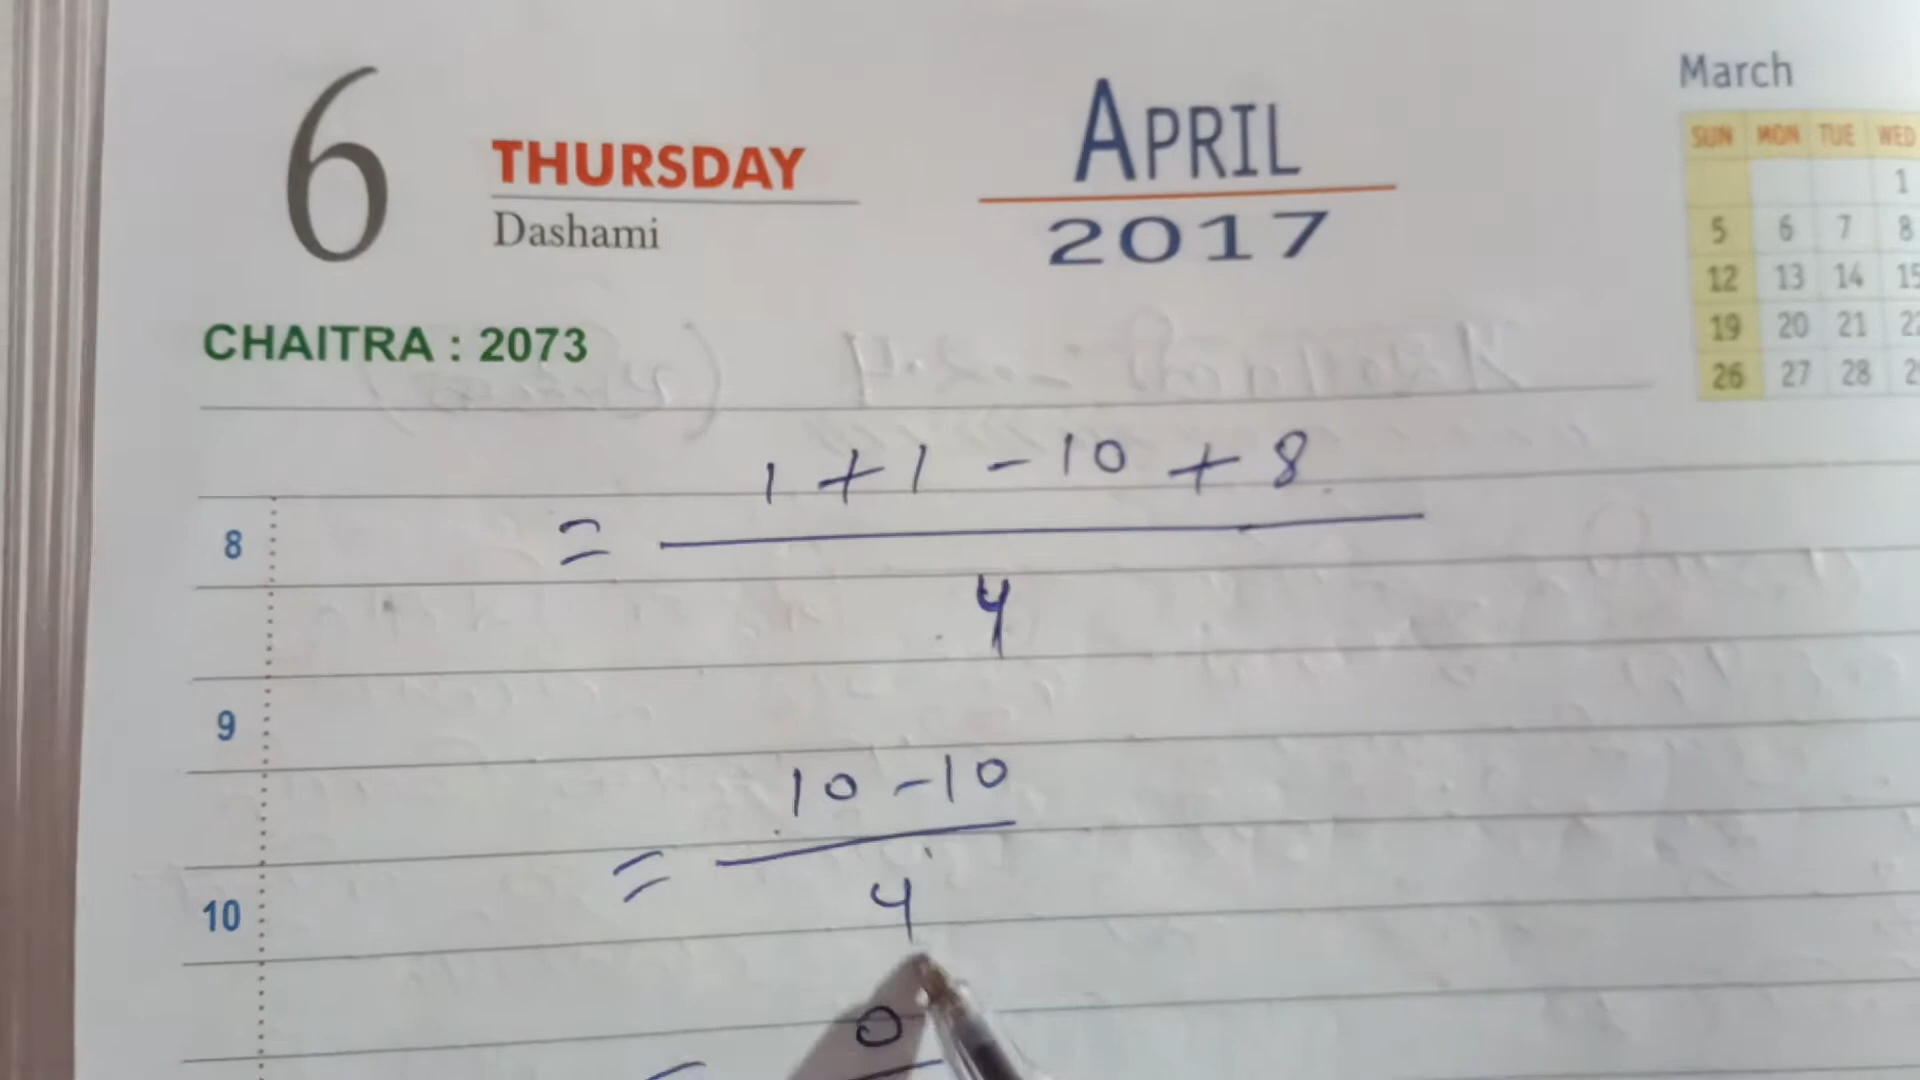 6 THURSDAY APRIL March
Dashami 2017
SUN MON TUE WED
1
5 6 7 8
12 13 14 15
19 20 21 22
26 27 28
CHAITRA : 2073
1 + 1 - 10 + 8
8 =
4
9
10 - 10
=
4
10
0
=